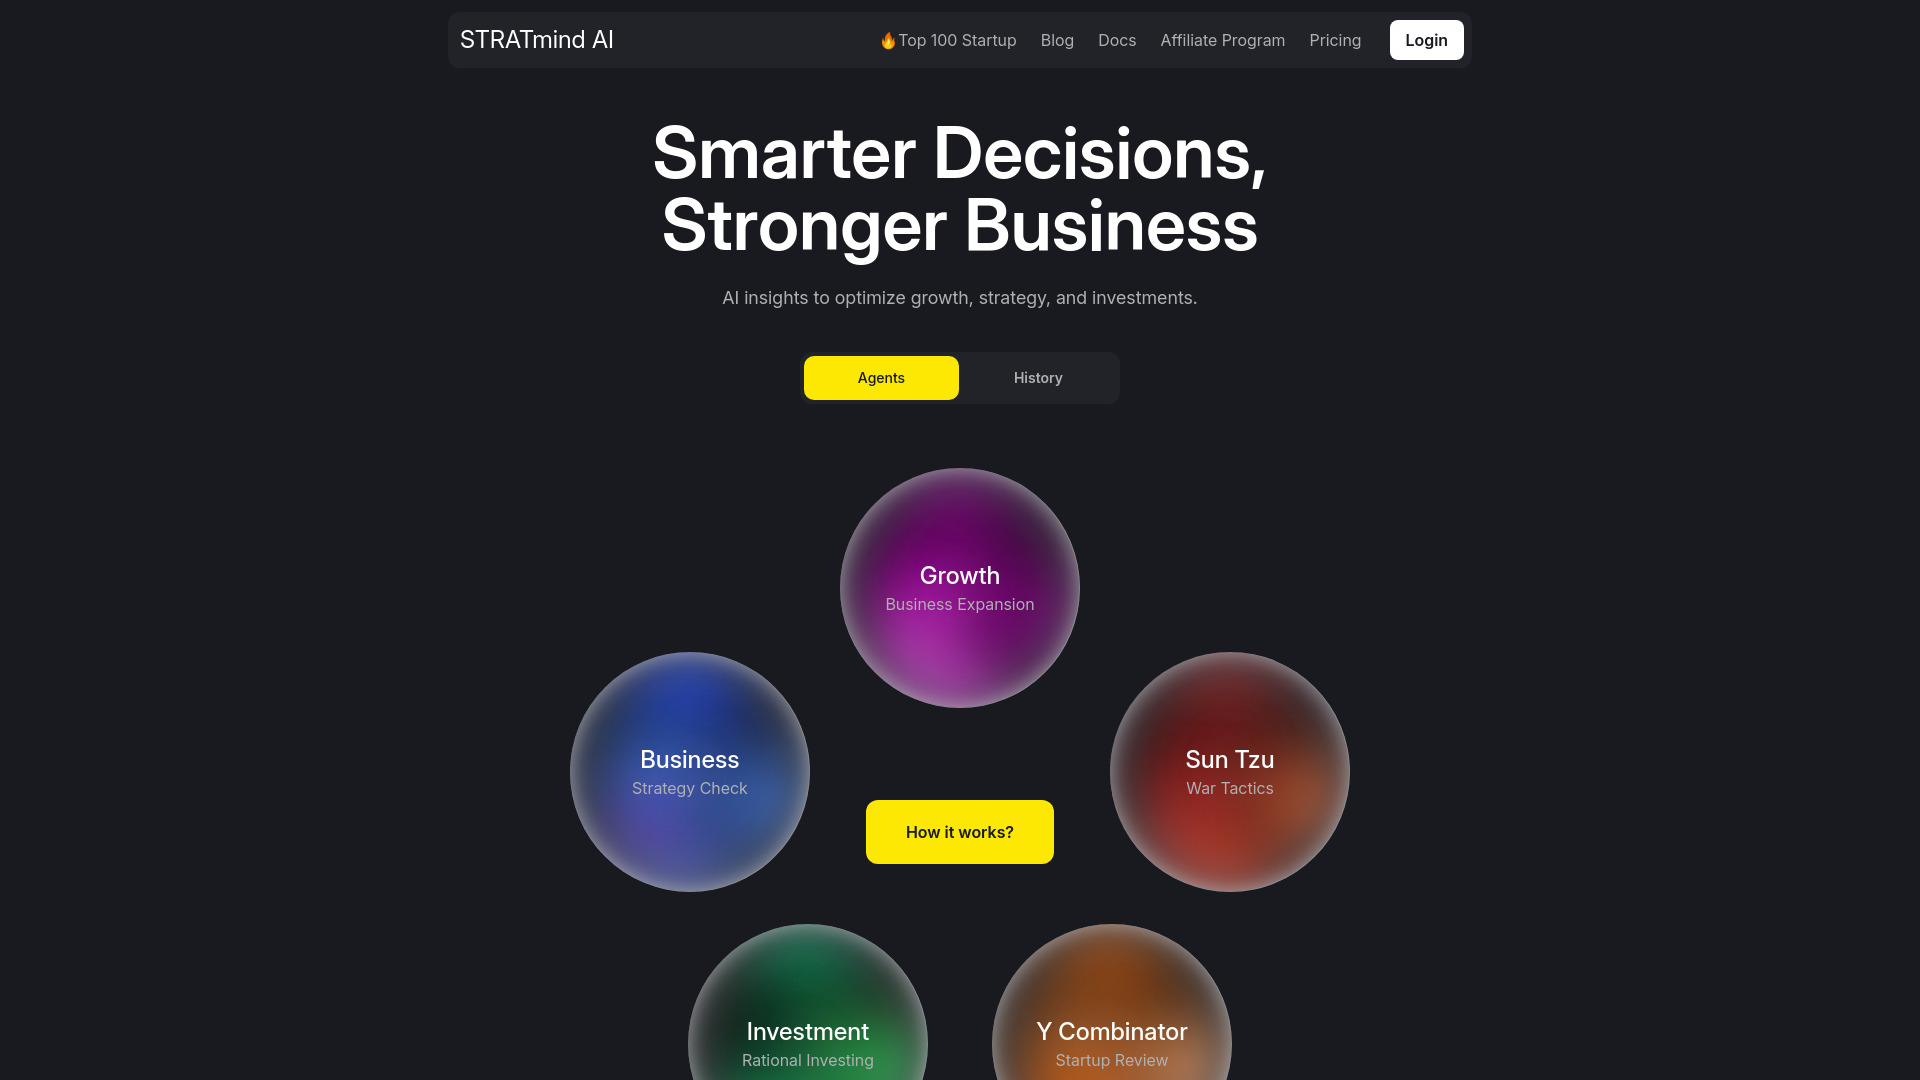 STRATmind AI
🔥Top 100 Startup
Blog
Docs
Affiliate Program
Pricing
Login
Smarter Decisions,
Stronger Business
AI insights to optimize growth, strategy, and investments.
Agents
History
Growth
Business Expansion
Business
Strategy Check
Sun Tzu
War Tactics
How it works?
Investment
Rational Investing
Y Combinator
Startup Review